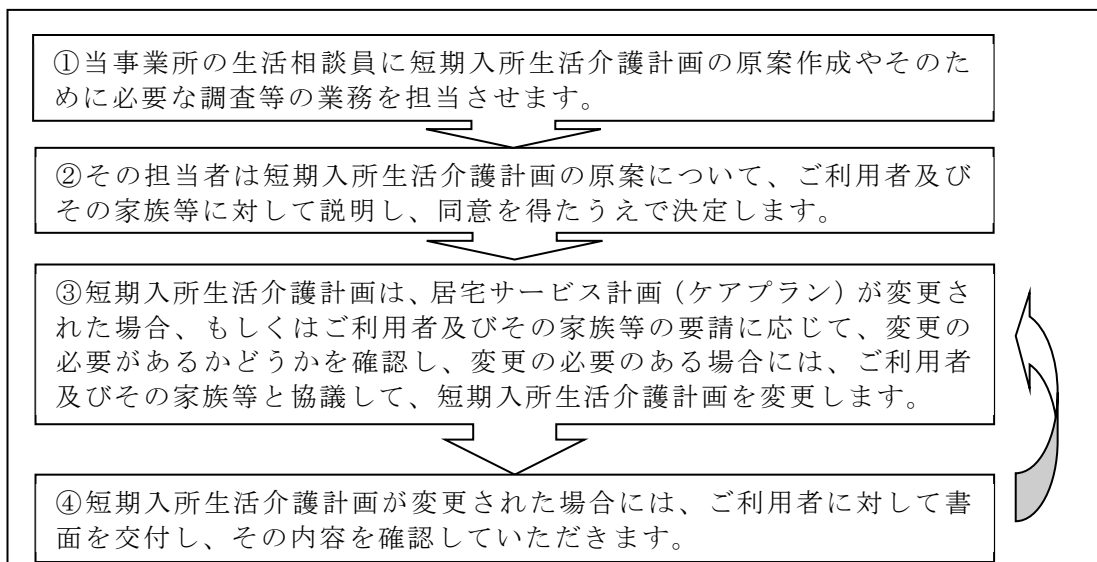 ①当事業所の生活相談員に短期入所生活介護計画の原案作成やそのた
めに必要な調査等の業務を担当させます。
②その担当者は短期入所生活介護計画の原案について、ご利用者及び
その家族等に対して説明し、同意を得たうえで決定します。
③短期入所生活介護計画は、居宅サービス計画（ケアプラン）が変更さ
れた場合、もしくはご利用者及びその家族等の要請に応じて、変更の
必要があるかどうかを確認し、変更の必要のある場合には、ご利用者
及びその家族等と協議して、短期入所生活介護計画を変更します。
④短期入所生活介護計画が変更された場合には、ご利用者に対して書
面を交付し、その内容を確認していただきます。